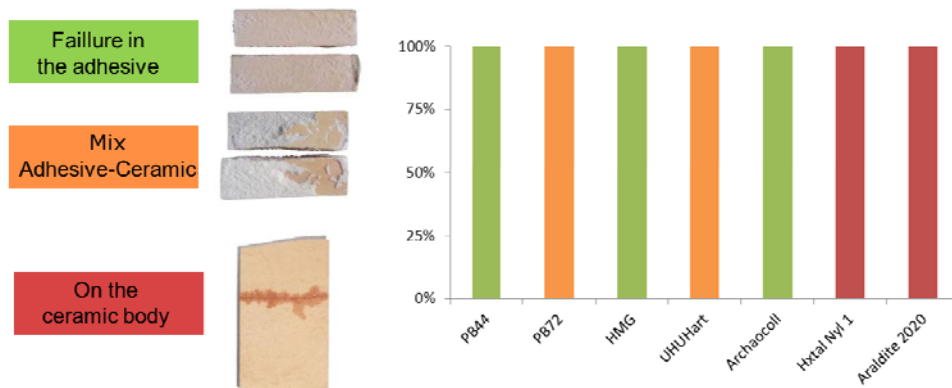 Faillure in
the adhesive
Mix
Adhesive-Ceramic
On the
ceramic body
100%
75%
50%
25%
0%
PB44
PB72
HMG
UHUHart
Archaocoll
Hxtal Nyl 1
Araldite 2020